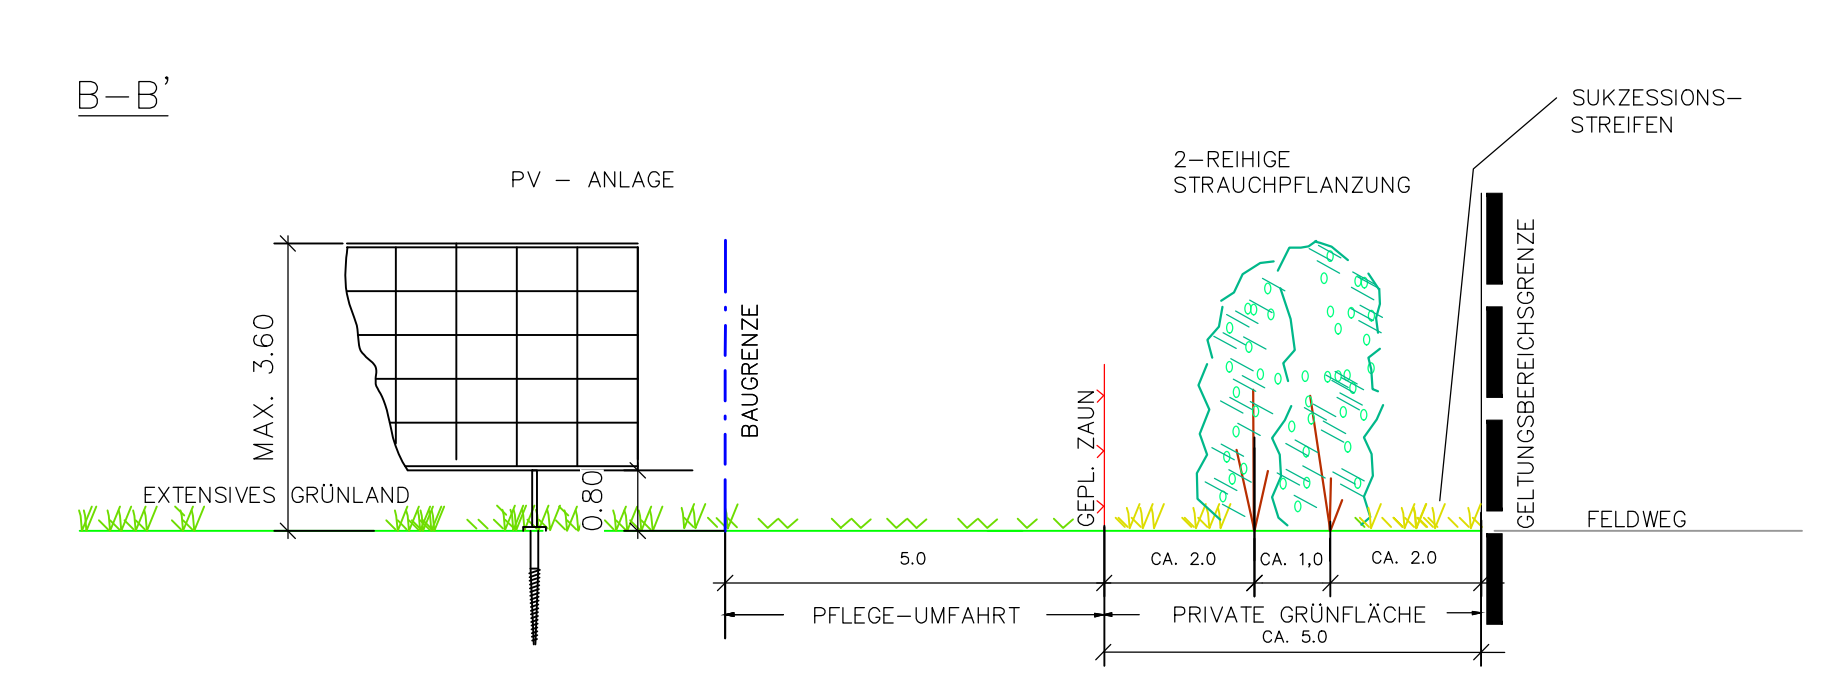 B-B'
SUKZESSIONS-
STREIFEN
2-REIHIGE
STRAUCHPFLANZUNG
PV - ANLAGE
MAX. 3.60
BAUGRENZE
GEPL. ZAUN
GELTUNGSBEREICHSGRENZE
EXTENSIVES GRÜNLAND
0.80
FELDWEG
5.0
CA. 2.0
CA. 1,0
CA. 2.0
PFLEGE-UMFAHRT
PRIVATE GRÜNFLÄCHE
CA. 5.0